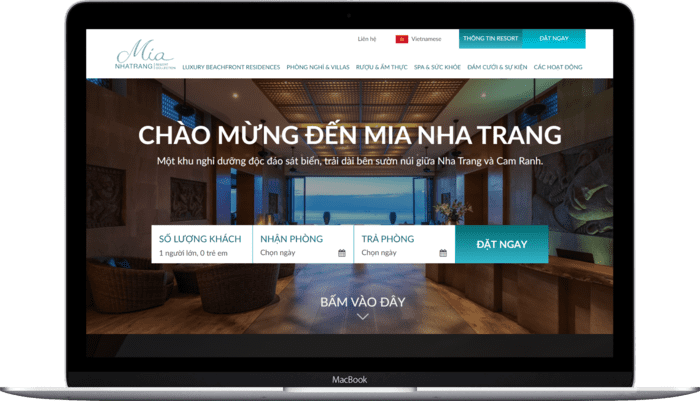 Mia
NHATRANG
Liên hệ
Vietnamese
THÔNG TIN RESORT
ĐẶT NGAY
LUXURY BEACHFRONT RESIDENCES PHÒNG NGHỈ & VILLAS RƯỢU & ẨM THỰC SPA & SỨC KHỎE ĐÁM CƯỚI & SỰ KIỆN CÁC HOẠT ĐỘNG
CHÀO MỪNG ĐẾN MIA NHA TRANG
Một khu nghỉ dưỡng độc đáo sát biển, trải dài bên sườn núi giữa Nha Trang và Cam Ranh.
SỐ LƯỢNG KHÁCH
1 người lớn, 0 trẻ em
NHẬN PHÒNG
Chọn ngày
TRẢ PHÒNG
Chọn ngày
ĐẶT NGAY
BẤM VÀO ĐÂY
MacBook